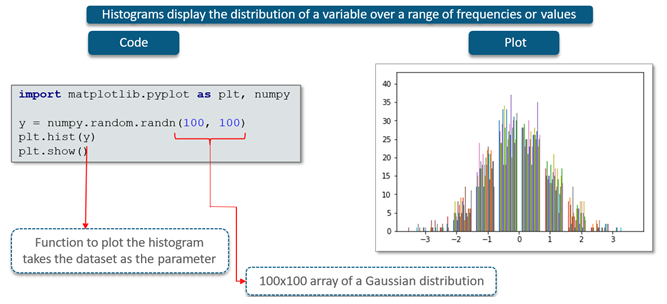 Histograms display the distribution of a variable over a range of frequencies or values
Code
Plot
import matplotlib.pyplot as plt, numpy
y = numpy.random.randn(100, 100)
plt.hist(y)
plt.show()
Function to plot the histogram
takes the dataset as the parameter
100x100 array of a Gaussian distribution
40
35
30
25
20
15
10
5
0
−3 −2 −1 0 1 2 3